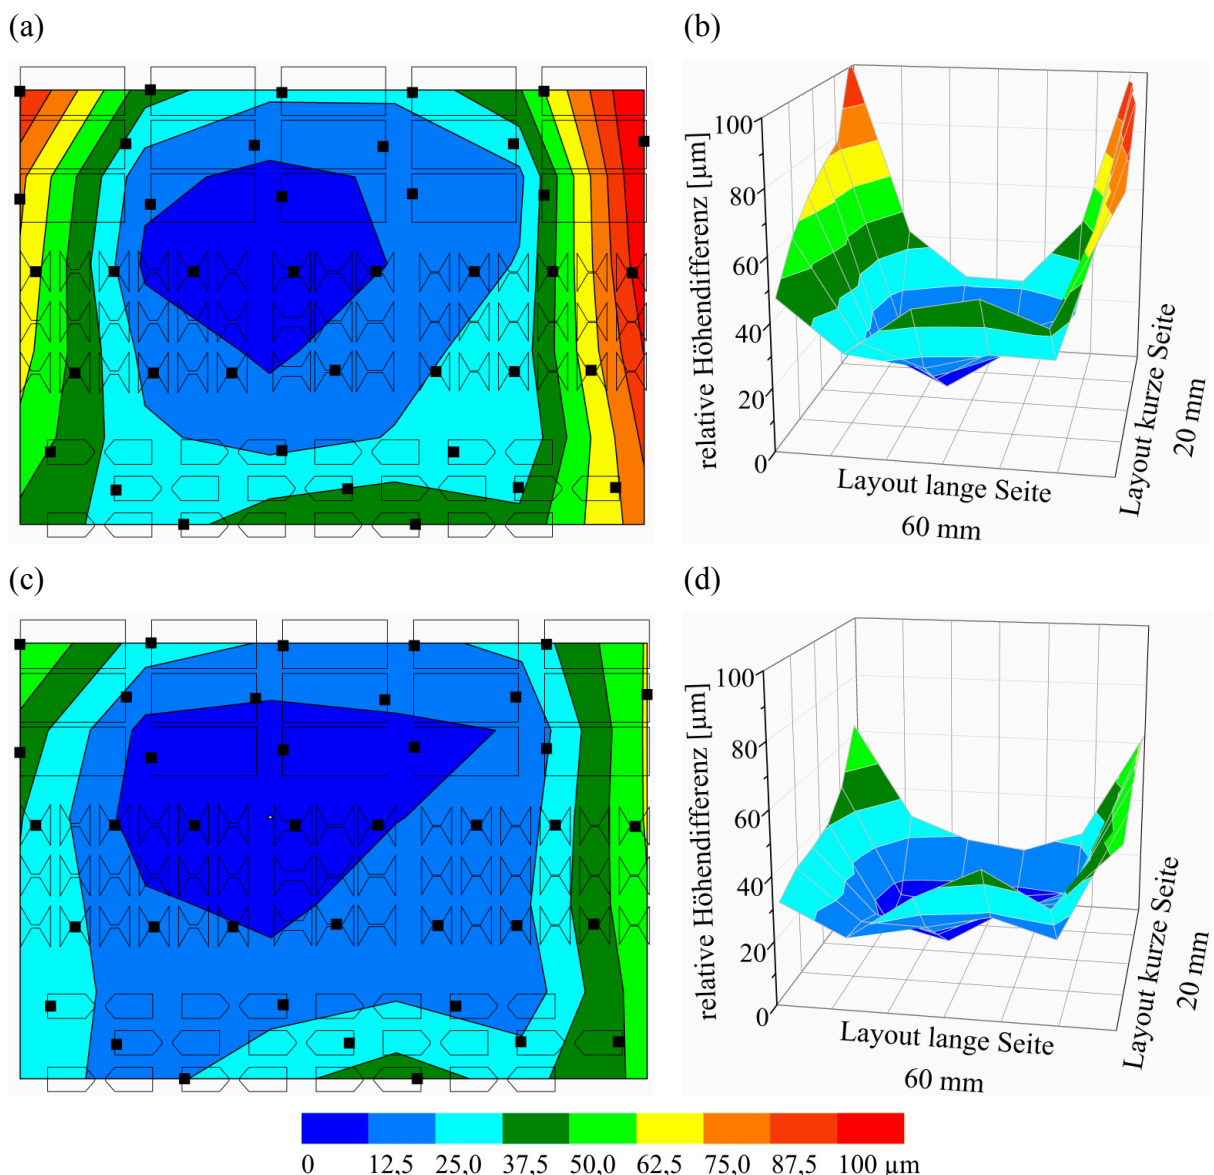 (a)
(b)
100
80
60
40
20
0
relative Höhendifferenz [µm]
Layout lange Seite
60 mm
Layout kurze Seite
20 mm
(c)
(d)
100
80
60
40
20
0
relative Höhendifferenz [µm]
Layout lange Seite
60 mm
Layout kurze Seite
20 mm
0 12,5 25,0 37,5 50,0 62,5 75,0 87,5 100 µm